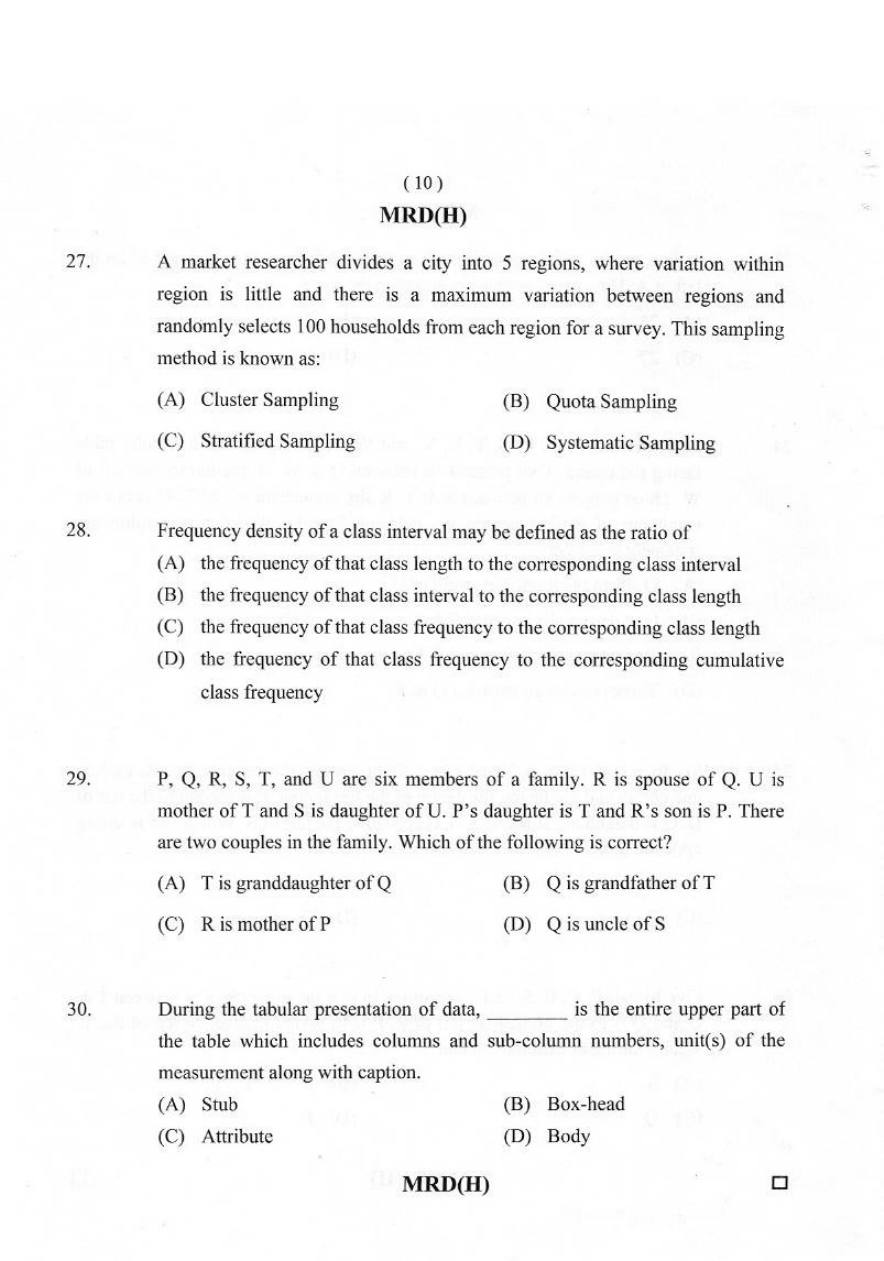 ( 10 )
MRD(H)
27. A market researcher divides a city into 5 regions, where variation within
region is little and there is a maximum variation between regions and
randomly selects 100 households from each region for a survey. This sampling
method is known as:
(A) Cluster Sampling (B) Quota Sampling
(C) Stratified Sampling (D) Systematic Sampling
28. Frequency density of a class interval may be defined as the ratio of
(A) the frequency of that class length to the corresponding class interval
(B) the frequency of that class interval to the corresponding class length
(C) the frequency of that class frequency to the corresponding class length
(D) the frequency of that class frequency to the corresponding cumulative
class frequency
29. P, Q, R, S, T, and U are six members of a family. R is spouse of Q. U is
mother of T and S is daughter of U. P's daughter is T and R's son is P. There
are two couples in the family. Which of the following is correct?
(A) T is granddaughter of Q (B) Q is grandfather of T
(C) R is mother of P (D) Q is uncle of S
30. During the tabular presentation of data, ________ is the entire upper part of
the table which includes columns and sub-column numbers, unit(s) of the
measurement along with caption.
(A) Stub (B) Box-head
(C) Attribute (D) Body
MRD(H)